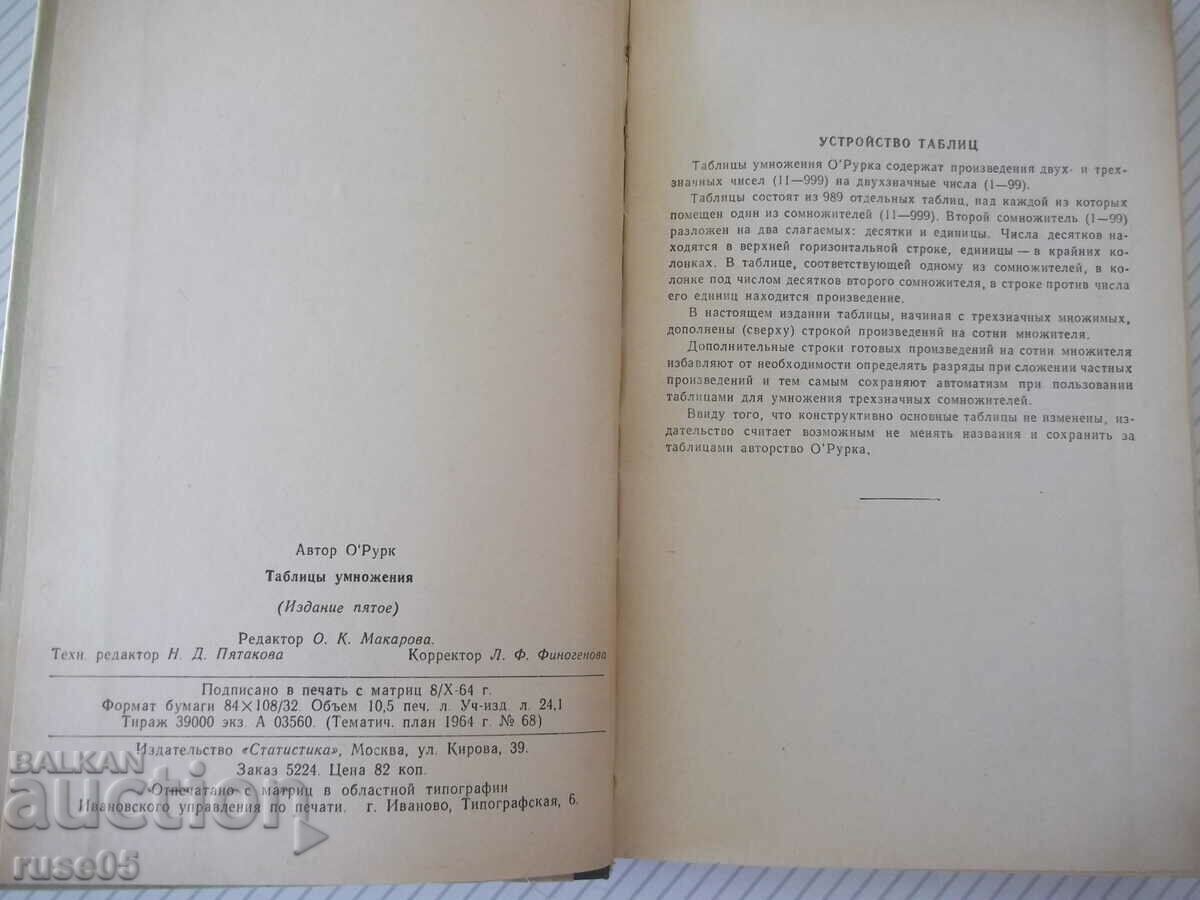 Автор О'Рурк
Таблицы умножения
(Издание пятое)
Редактор О. К. Макарова.
Техн. редактор Н. Д. Пятакова Корректор Л. Ф. Финогенова
Подписано в печать с матриц 8/X-64 г.
Формат бумаги 84×108/32. Объем 10,5 печ. л. Уч-изд. л. 24,1
Тираж 39000 экз. А 03560. (Тематич. план 1964 г. № 68)
Издательство «Статистика», Москва, ул. Кирова, 39.
Заказ 5224. Цена 82 коп.
Отпечатано с матриц в областной типографии
Ивановского управления по печати. г. Иваново, Типографская, 6.
УСТРОЙСТВО ТАБЛИЦ
Таблицы умножения О'Рурка содержат произведения двух- и трех-
значных чисел (11—999) на двухзначные числа (1—99).
Таблицы состоят из 989 отдельных таблиц, над каждой из которых
помещен один из сомножителей (11—999). Второй сомножитель (1—99)
разложен на два слагаемых: десятки и единицы. Числа десятков на-
ходятся в верхней горизонтальной строке, единицы — в крайних ко-
лонках. В таблице, соответствующей одному из сомножителей, в ко-
лонке под числом десятков второго сомножителя, в строке против числа
его единиц находится произведение.
В настоящем издании таблицы, начиная с трехзначных множимых,
дополнены (сверху) строкой произведений на сотни множителя.
Дополнительные строки готовых произведений на сотни множителя
избавляют от необходимости определять разряды при сложении частных
произведений и тем самым сохраняют автоматизм при пользовании
таблицами для умножения трехзначных сомножителей.
Ввиду того, что конструктивно основные таблицы не изменены, из-
дательство считает возможным не менять названия и сохранить за
таблицами авторство О'Рурка.
BALKAN
auction
ruse05